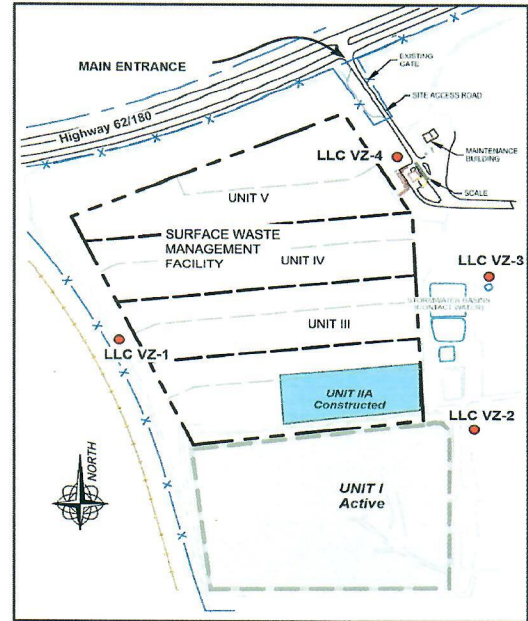 MAIN ENTRANCE
EXISTING
GATE
Highway 62/180
SITE ACCESS ROAD
LLC VZ-4
MAINTENANCE
BUILDING
SCALE
UNIT V
SURFACE WASTE
MANAGEMENT
FACILITY
UNIT IV
LLC VZ-3
STORMWATER BASINS
(CONTACT WATER)
UNIT III
LLC VZ-1
UNIT IIA
Constructed
LLC VZ-2
NORTH
UNIT I
Active